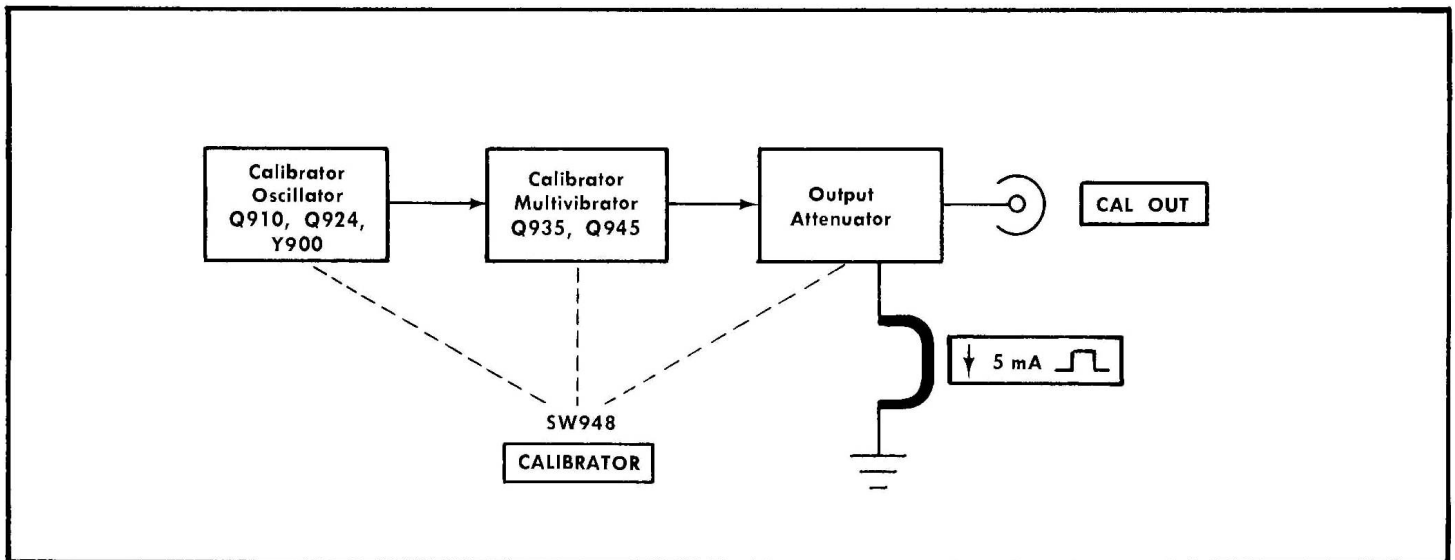 Calibrator
Oscillator
Q910, Q924,
Y900
Calibrator
Multivibrator
Q935, Q945
Output
Attenuator
CAL OUT
5 mA
SW948
CALIBRATOR